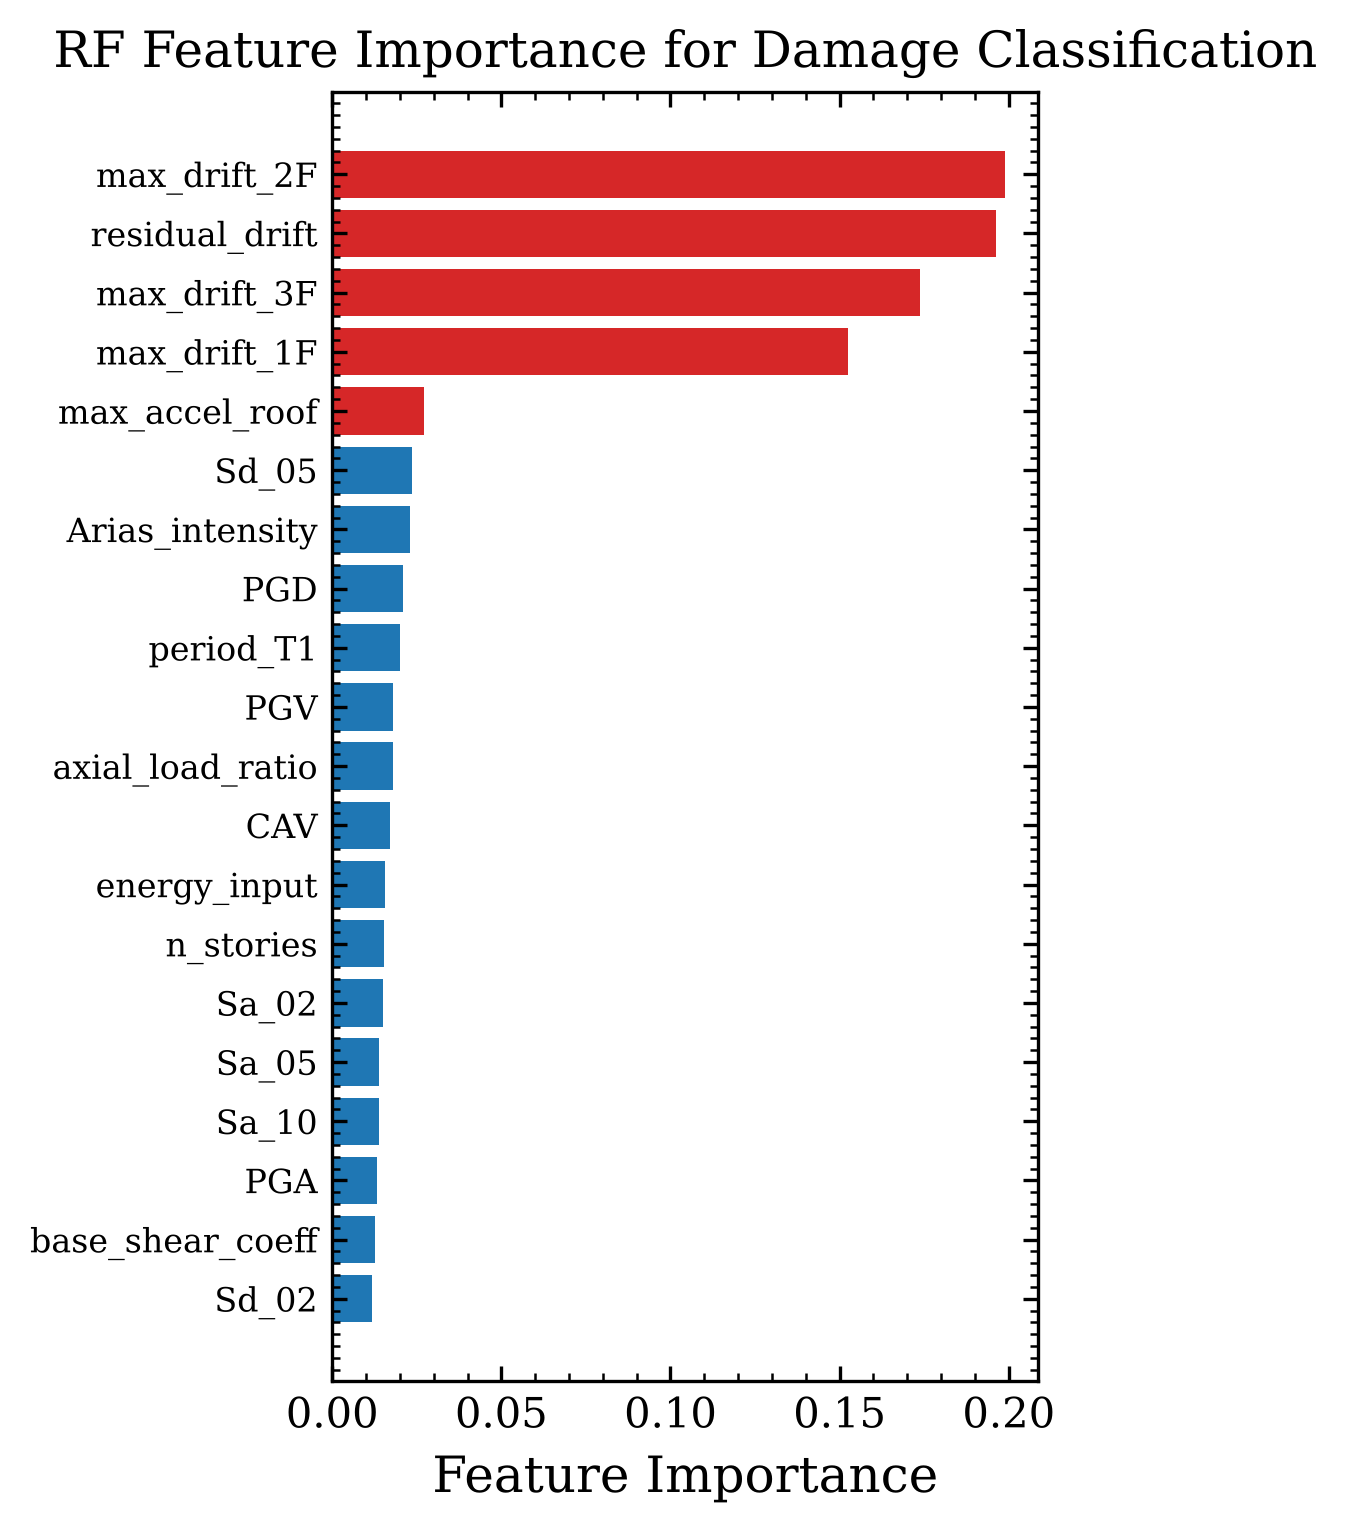 RF Feature Importance for Damage Classification
max_drift_2F
residual_drift
max_drift_3F
max_drift_1F
max_accel_roof
Sd_05
Arias_intensity
PGD
period_T1
PGV
axial_load_ratio
CAV
energy_input
n_stories
Sa_02
Sa_05
Sa_10
PGA
base_shear_coeff
Sd_02
0.00 0.05 0.10 0.15 0.20
Feature Importance